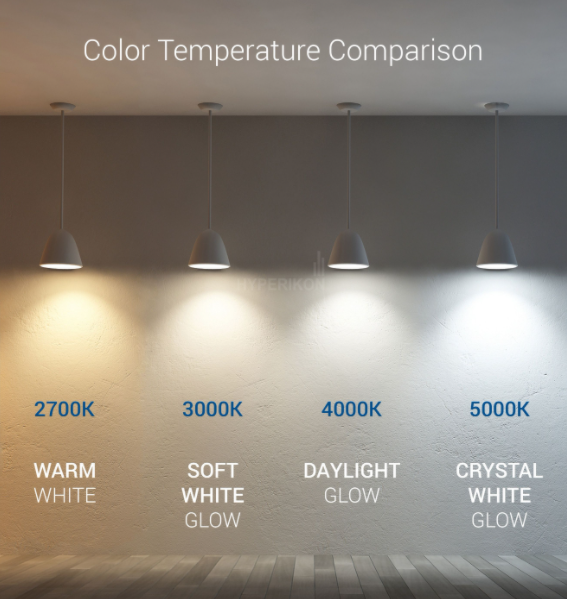 Color Temperature Comparison
HYPERIKON
2700K
3000K
4000K
5000K
WARM
WHITE
SOFT
WHITE
GLOW
DAYLIGHT
GLOW
CRYSTAL
WHITE
GLOW